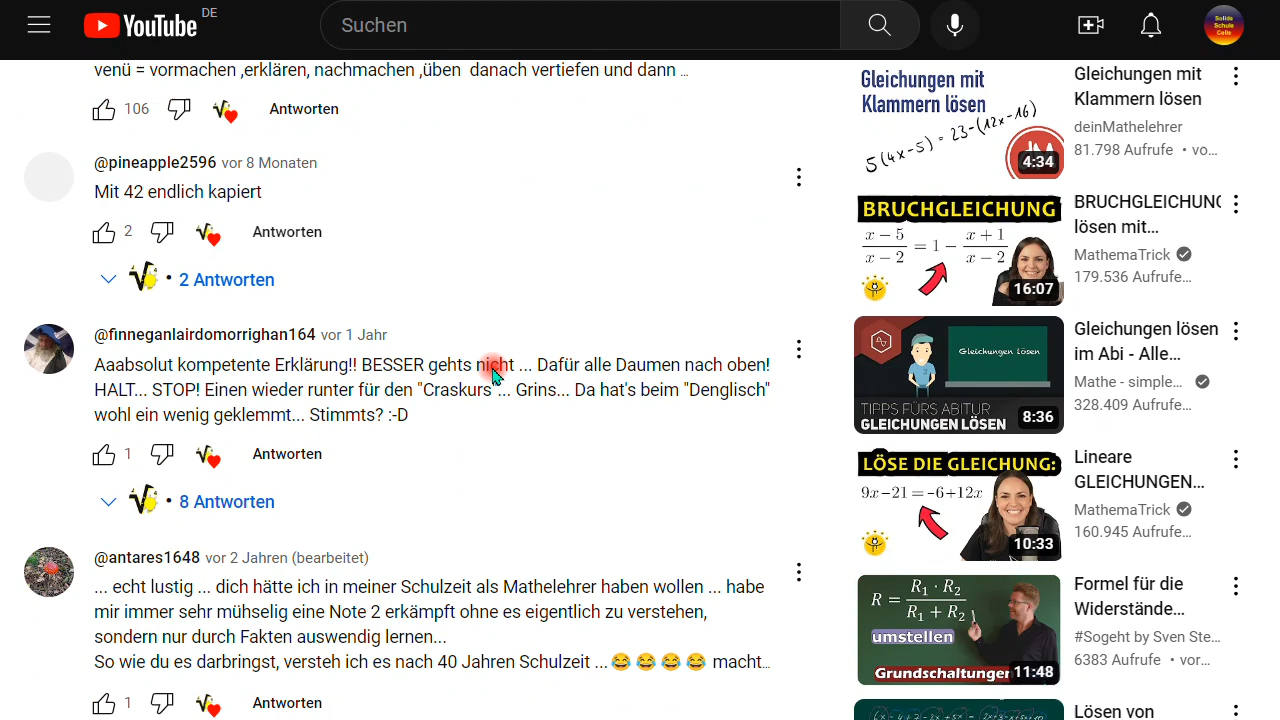 YouTube DE
Suchen
Solide
Schule
Celle
venü = vormachen ,erklären, nachmachen ,üben danach vertiefen und dann ...
106 Antworten
@pineapple2596 vor 8 Monaten
Mit 42 endlich kapiert
2 Antworten
• 2 Antworten
@finneganlairdomorrighan164 vor 1 Jahr
Aaabsolut kompetente Erklärung!! BESSER gehts nicht ... Dafür alle Daumen nach oben!
HALT... STOP! Einen wieder runter für den "Craskurs"... Grins... Da hat's beim "Denglisch"
wohl ein wenig geklemmt... Stimmts? :-D
1 Antworten
• 8 Antworten
@antares1648 vor 2 Jahren (bearbeitet)
... echt lustig ... dich hätte ich in meiner Schulzeit als Mathelehrer haben wollen ... habe
mir immer sehr mühselig eine Note 2 erkämpft ohne es eigentlich zu verstehen,
sondern nur durch Fakten auswendig lernen...
So wie du es darbringst, versteh ich es nach 40 Jahren Schulzeit ... 😂 😂 😂 😂 macht...
1 Antworten
Gleichungen mit
Klammern lösen
5(4x-5) = 23-(12x-16)
4:34
Gleichungen mit
Klammern lösen
deinMathelehrer
81.798 Aufrufe • vo...
BRUCHGLEICHUNG
x − 5 / x − 2 = 1 − x + 1 / x − 2
16:07
BRUCHGLEICHUNG
lösen mit...
MathemaTrick
179.536 Aufrufe...
Gleichungen lösen
TIPPS FÜRS ABITUR
GLEICHUNGEN LÖSEN
8:36
Gleichungen lösen
im Abi - Alle...
Mathe - simple...
328.409 Aufrufe...
LÖSE DIE GLEICHUNG:
9x−21 = −6+12x
10:33
Lineare
GLEICHUNGEN...
MathemaTrick
160.945 Aufrufe...
R = R1 · R2 / R1 + R2
umstellen
Grundschaltungen
11:48
Formel für die
Widerstände...
#Sogeht by Sven Ste...
6383 Aufrufe • vor...
Lösen von